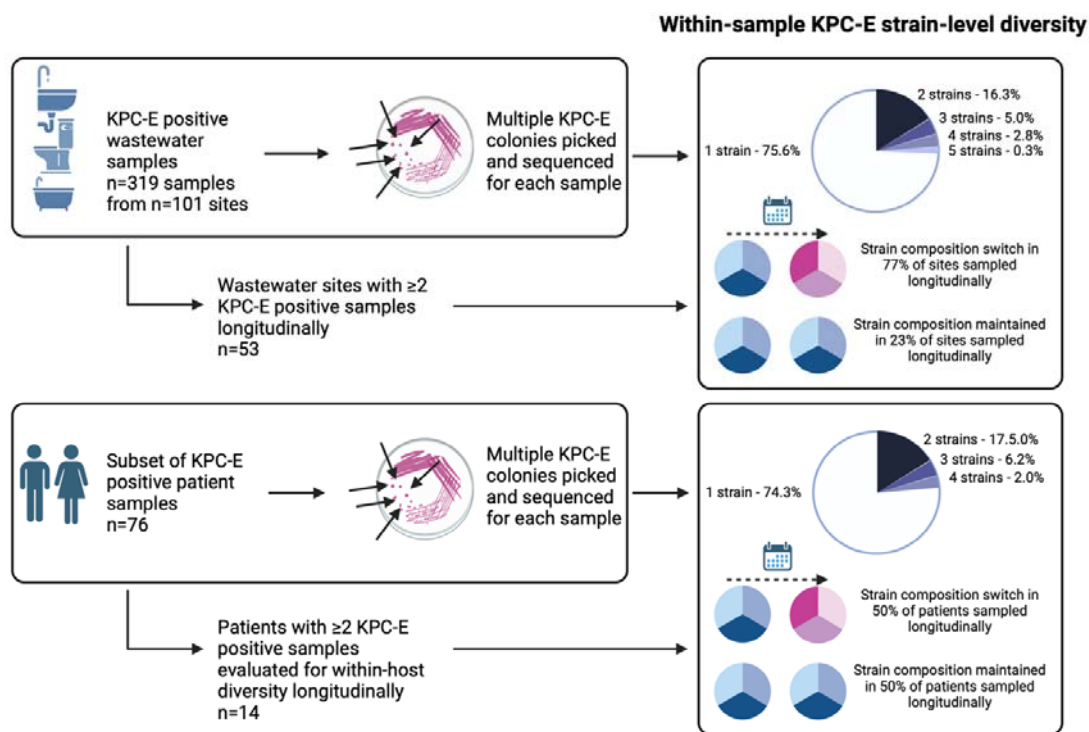 Within-sample KPC-E strain-level diversity
KPC-E positive
wastewater
samples
n=319 samples
from n=101 sites
Multiple KPC-E
colonies picked
and sequenced
for each sample
2 strains - 16.3%
3 strains - 5.0%
4 strains - 2.8%
5 strains - 0.3%
1 strain - 75.6%
Strain composition switch in
77% of sites sampled
longitudinally
Strain composition maintained
in 23% of sites sampled
longitudinally
Wastewater sites with ≥2
KPC-E positive samples
longitudinally
n=53
Subset of KPC-E
positive patient
samples
n=76
Multiple KPC-E
colonies picked
and sequenced
for each sample
2 strains - 17.5.0%
3 strains - 6.2%
4 strains - 2.0%
1 strain - 74.3%
Strain composition switch in
50% of patients sampled
longitudinally
Strain composition maintained
in 50% of patients sampled
longitudinally
Patients with ≥2 KPC-E
positive samples
evaluated for within-host
diversity longitudinally
n=14